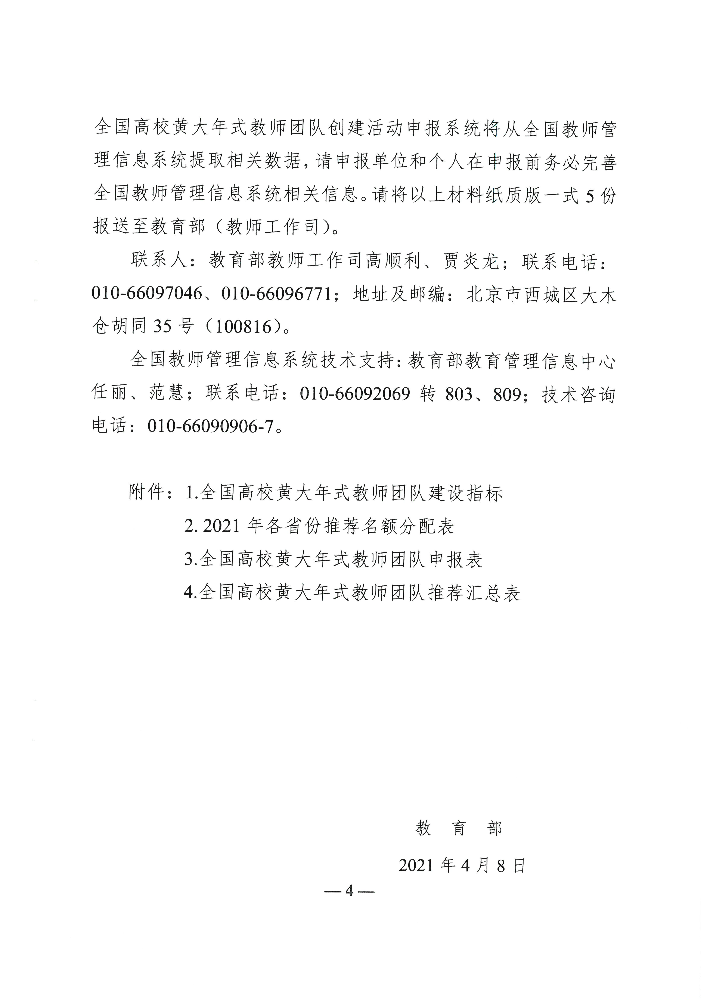 全国高校黄大年式教师团队创建活动申报系统将从全国教师管
理信息系统提取相关数据，请申报单位和个人在申报前务必完善
全国教师管理信息系统相关信息。请将以上材料纸质版一式 5 份
报送至教育部（教师工作司）。
联系人：教育部教师工作司高顺利、贾炎龙；联系电话：
010-66097046、010-66096771；地址及邮编：北京市西城区大木
仓胡同 35 号（100816）。
全国教师管理信息系统技术支持：教育部教育管理信息中心
任丽、范慧；联系电话：010-66092069 转 803、809；技术咨询
电话：010-66090906-7。
附件：1.全国高校黄大年式教师团队建设指标
2. 2021 年各省份推荐名额分配表
3.全国高校黄大年式教师团队申报表
4.全国高校黄大年式教师团队推荐汇总表
教 育 部
2021 年 4 月 8 日
— 4 —